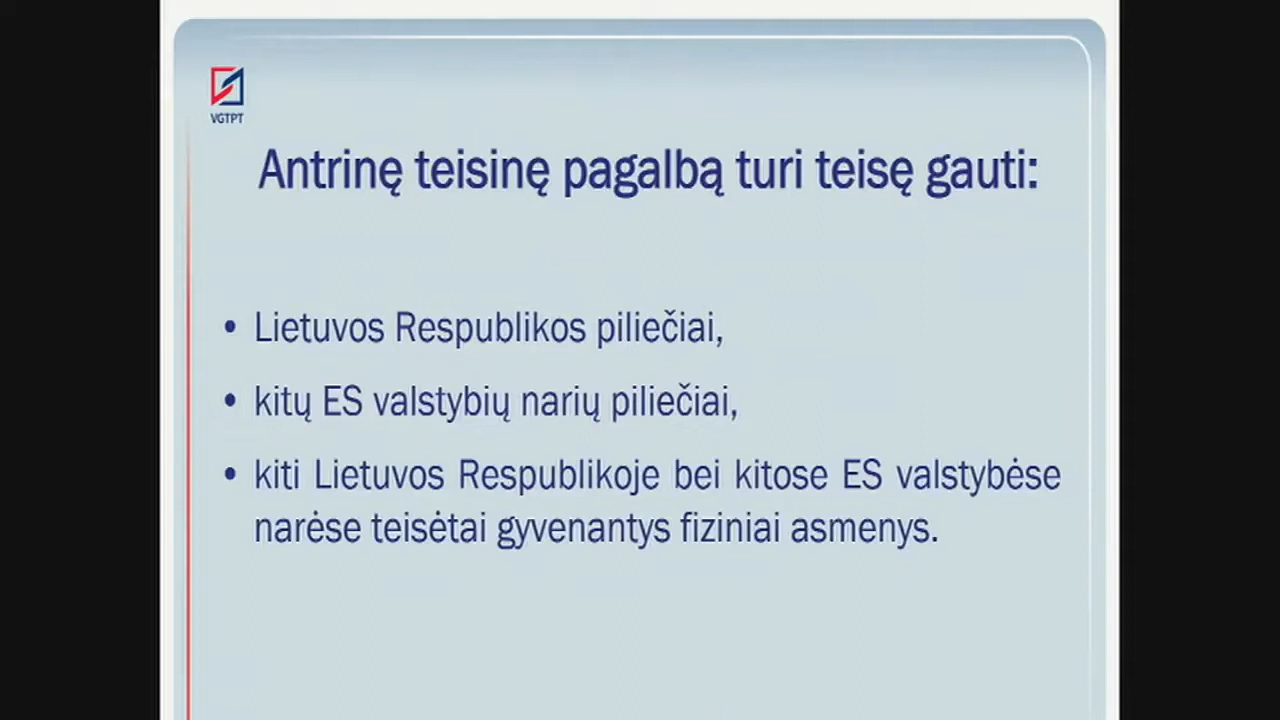 VGTPT
Antrinę teisinę pagalbą turi teisę gauti:
• Lietuvos Respublikos piliečiai,
• kitų ES valstybių narių piliečiai,
• kiti Lietuvos Respublikoje bei kitose ES valstybėse
narėse teisėtai gyvenantys fiziniai asmenys.